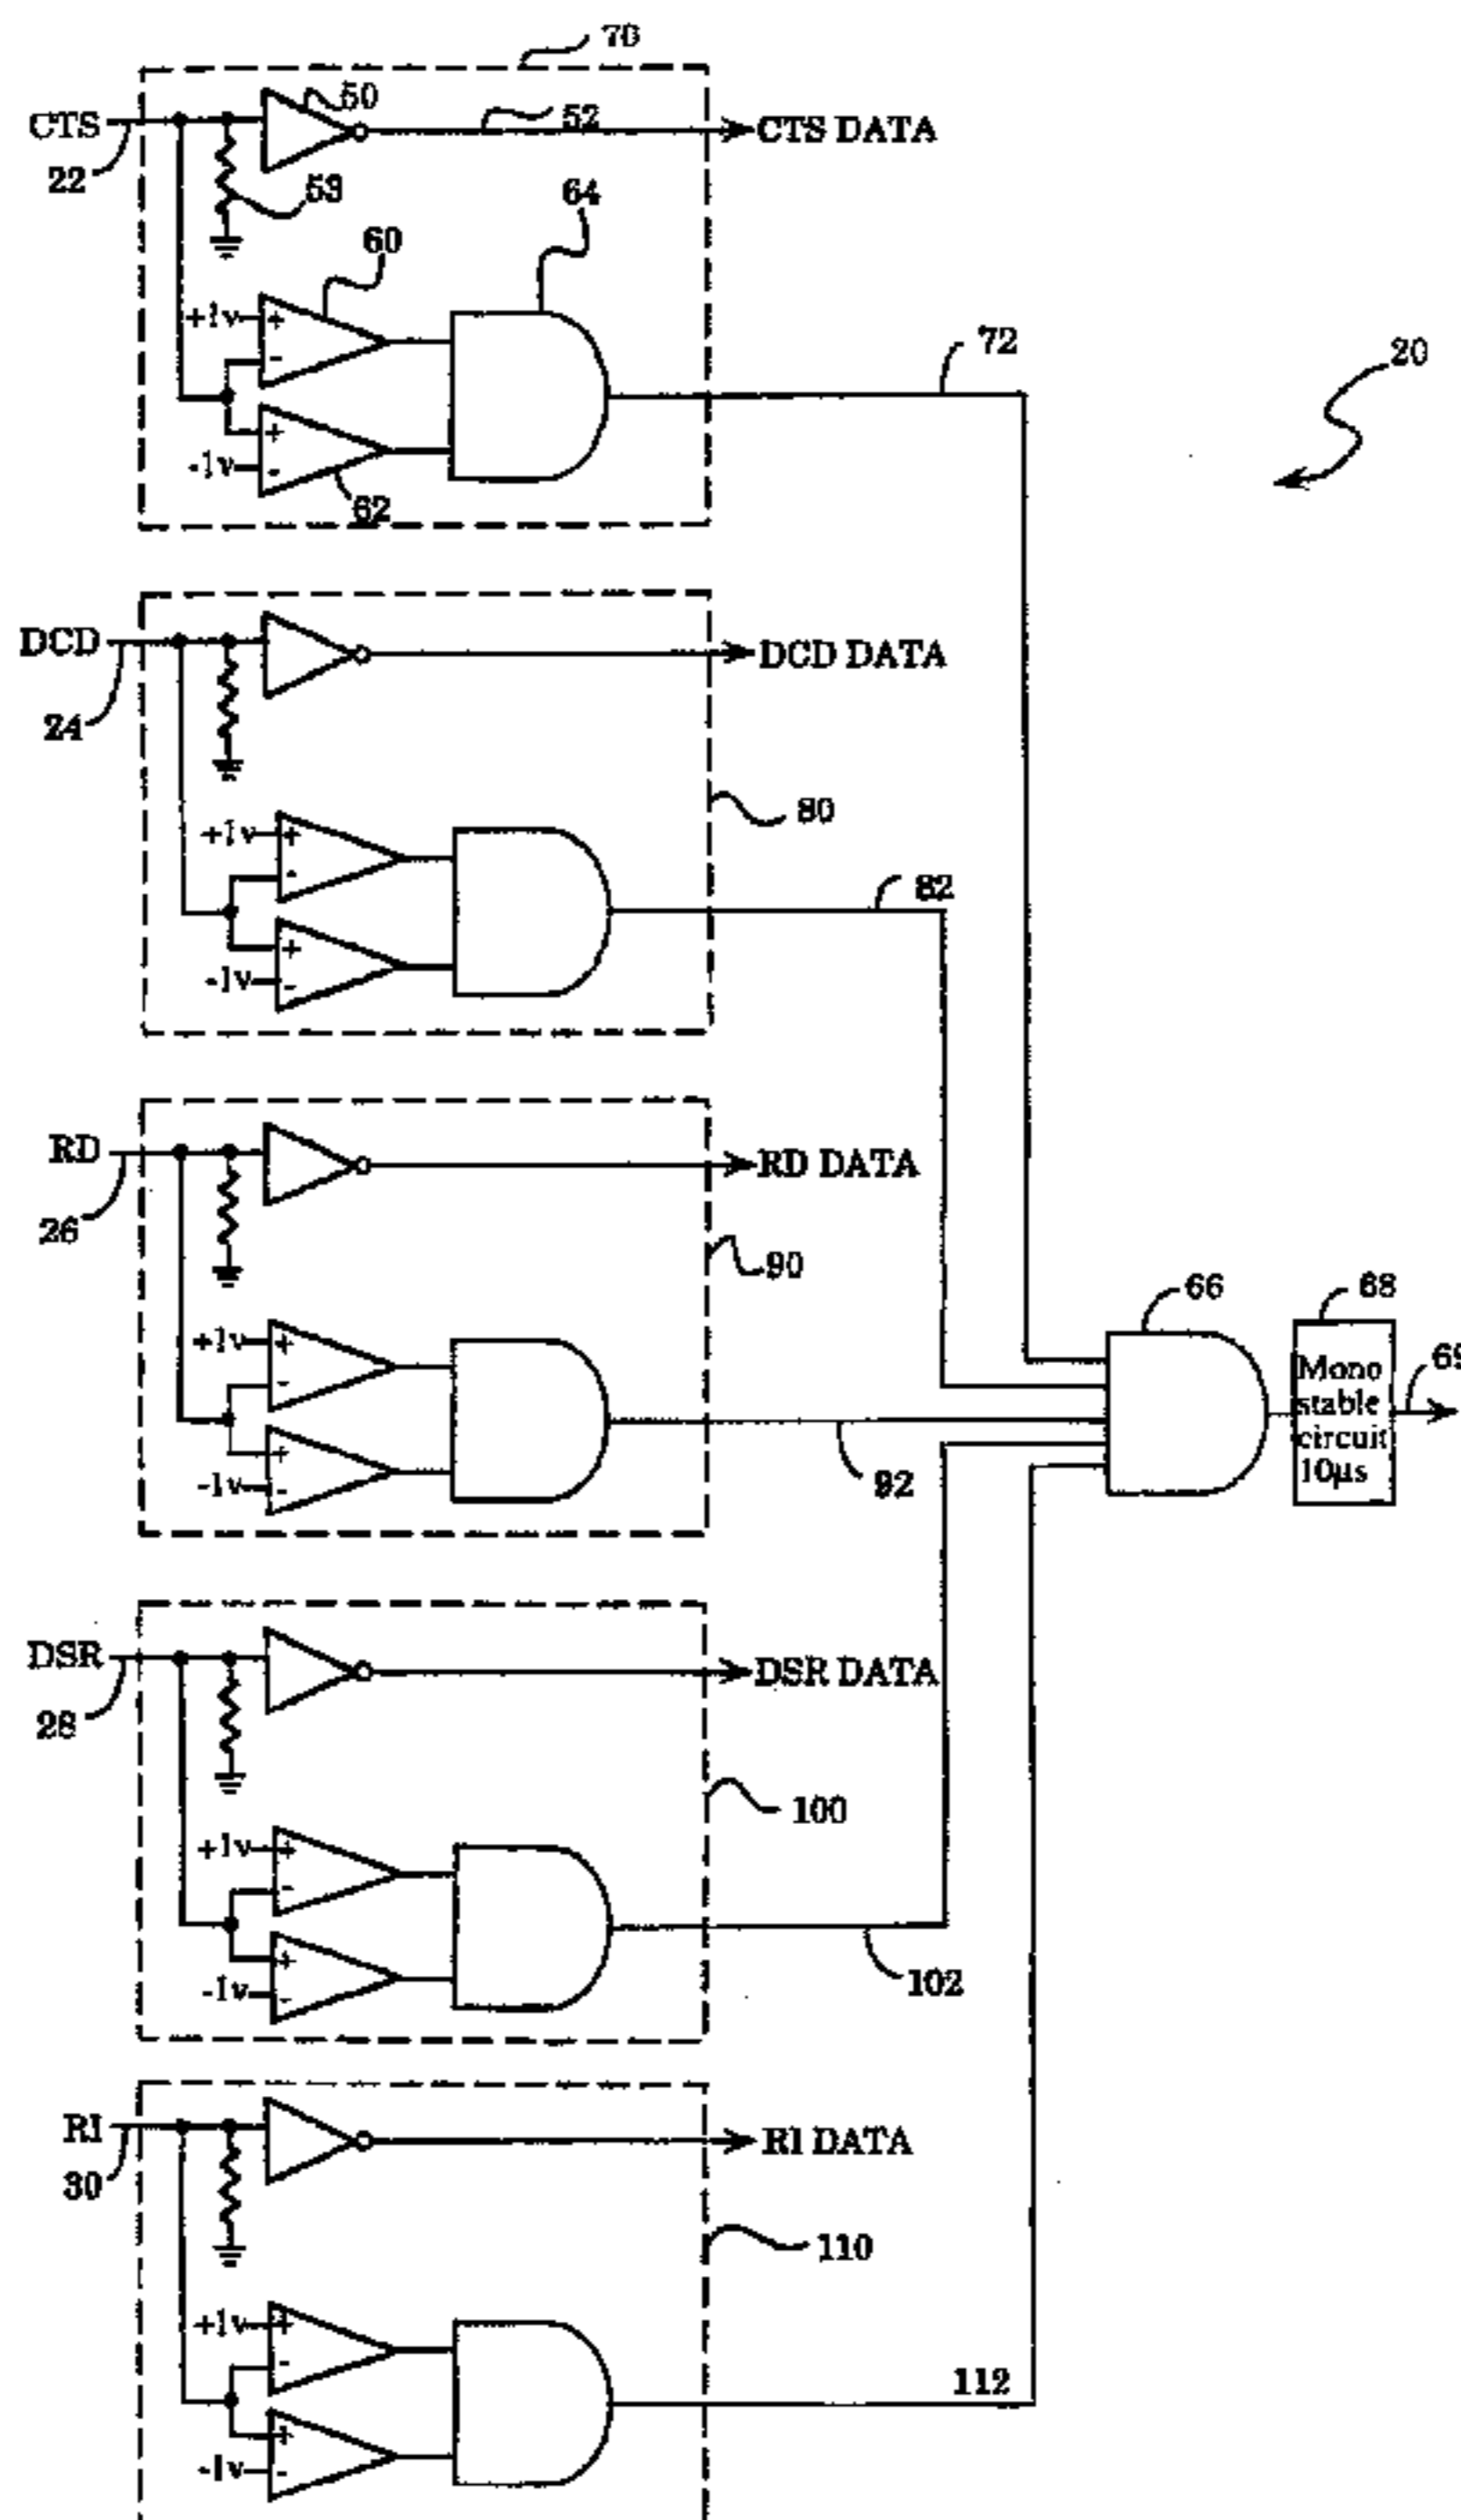 70
CTS
50
52
CTS DATA
22
53
64
60
+1v
+
-
72
20
+
-1v
-
62
DCD
DCD DATA
24
80
+1v
+
-
82
+
-1v
-
RD
RD DATA
26
90
66
68
+1v
+
-
69
Mono
stable
circuit
10µs
+
-1v
-
92
DSR
DSR DATA
28
100
+1v
+
-
+
-1v
-
102
RI
RI DATA
30
110
+1v
+
-
112
+
-1v
-